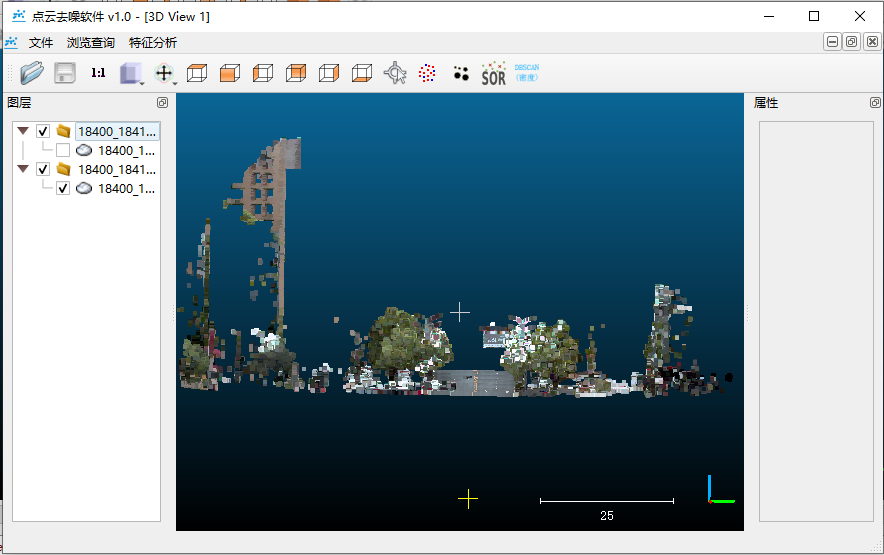 点云去噪软件 v1.0 - [3D View 1]
文件 浏览查询 特征分析
1:1
SOR
DBSCAN
(密度)
图层
属性
18400_1841...
18400_1...
18400_1841...
18400_1...
25